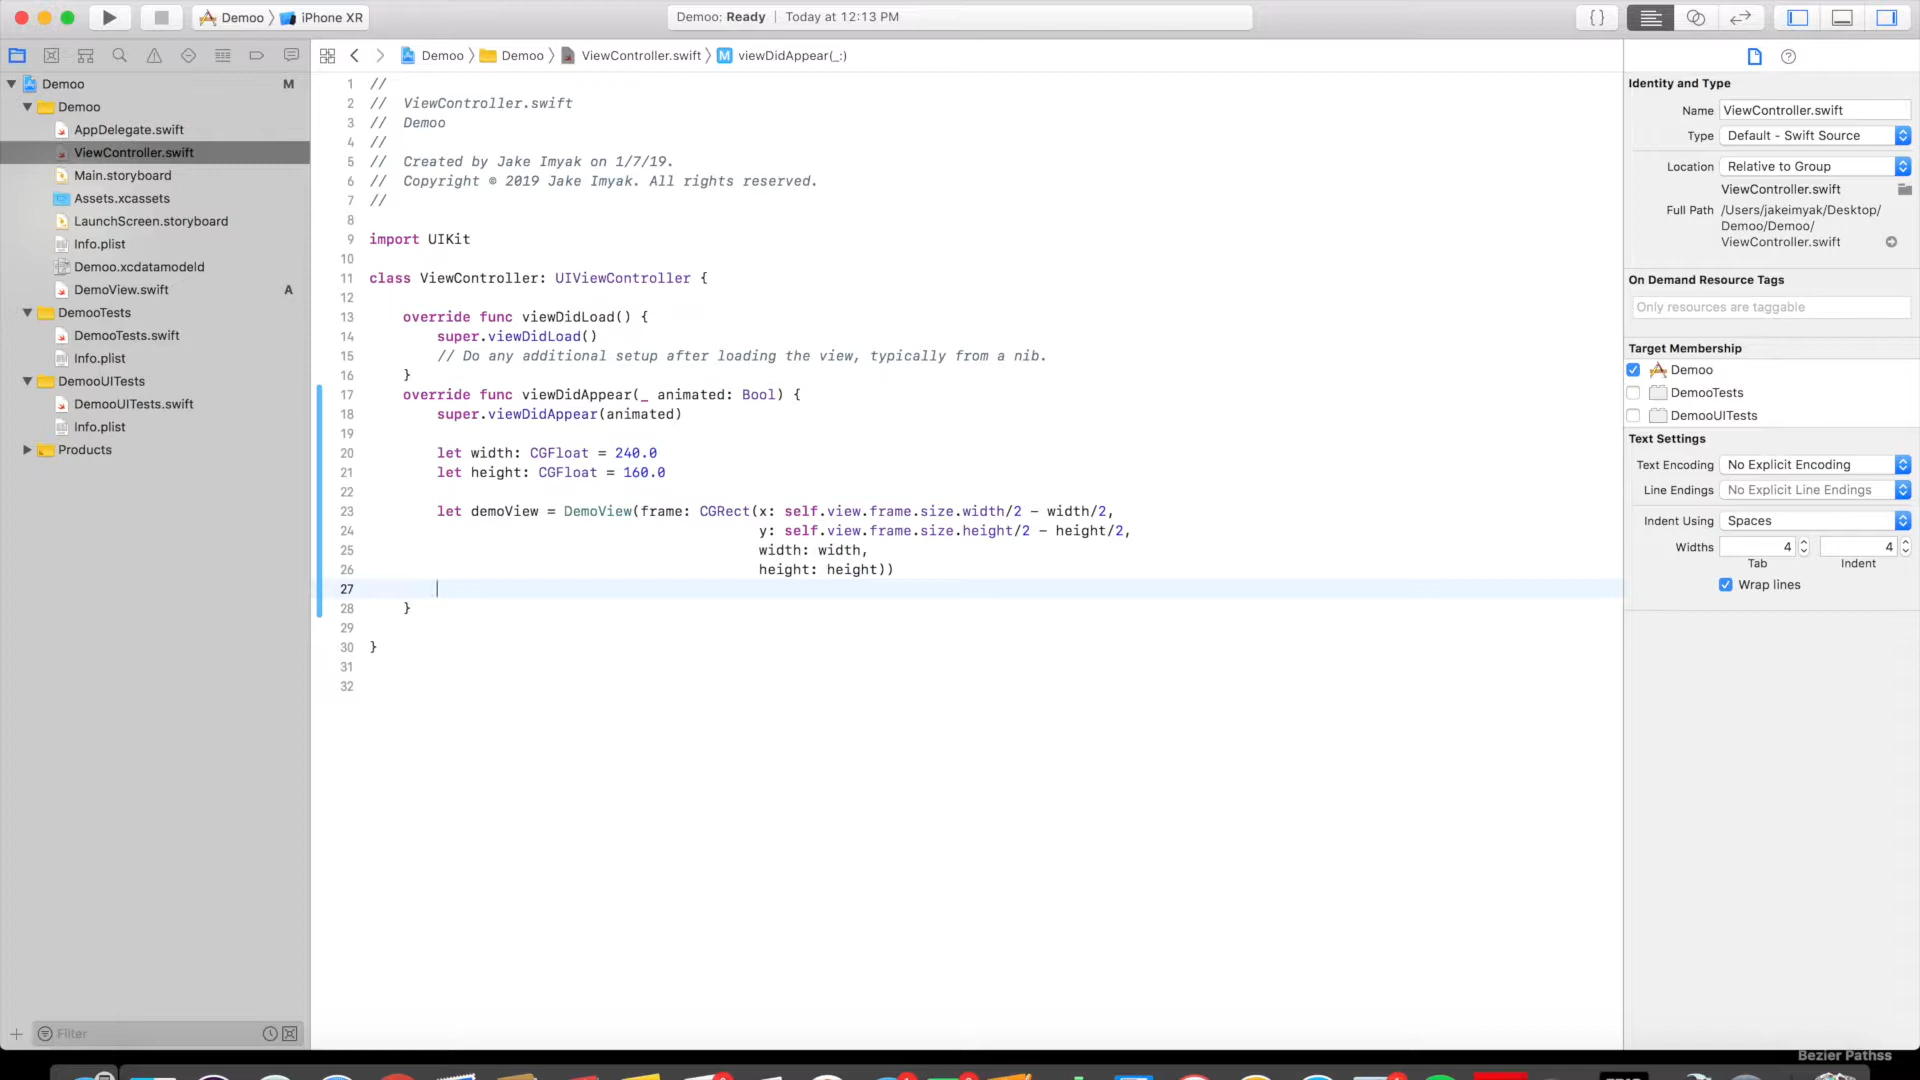 Demoo 〉 iPhone XR
Demoo: Ready | Today at 12:13 PM
{ }
Demoo 〉 Demoo 〉 ViewController.swift 〉 M viewDidAppear(_:)
Demoo M
Demoo
AppDelegate.swift
ViewController.swift
Main.storyboard
Assets.xcassets
LaunchScreen.storyboard
Info.plist
Demoo.xcdatamodeld
DemoView.swift A
DemooTests
DemooTests.swift
Info.plist
DemooUITests
DemooUITests.swift
Info.plist
Products
Filter
1 //
2 // ViewController.swift
3 // Demoo
4 //
5 // Created by Jake Imyak on 1/7/19.
6 // Copyright © 2019 Jake Imyak. All rights reserved.
7 //
8
9 import UIKit
10
11 class ViewController: UIViewController {
12
13 override func viewDidLoad() {
14 super.viewDidLoad()
15 // Do any additional setup after loading the view, typically from a nib.
16 }
17 override func viewDidAppear(_ animated: Bool) {
18 super.viewDidAppear(animated)
19
20 let width: CGFloat = 240.0
21 let height: CGFloat = 160.0
22
23 let demoView = DemoView(frame: CGRect(x: self.view.frame.size.width/2 - width/2,
24 y: self.view.frame.size.height/2 - height/2,
25 width: width,
26 height: height))
27
28 }
29
30 }
31
32
Identity and Type
Name ViewController.swift
Type Default - Swift Source
Location Relative to Group
ViewController.swift
Full Path /Users/jakeimyak/Desktop/
Demoo/Demoo/
ViewController.swift
On Demand Resource Tags
Only resources are taggable
Target Membership
Demoo
DemooTests
DemooUITests
Text Settings
Text Encoding No Explicit Encoding
Line Endings No Explicit Line Endings
Indent Using Spaces
Widths 4 4
Tab Indent
Wrap lines
Bezier Pathss